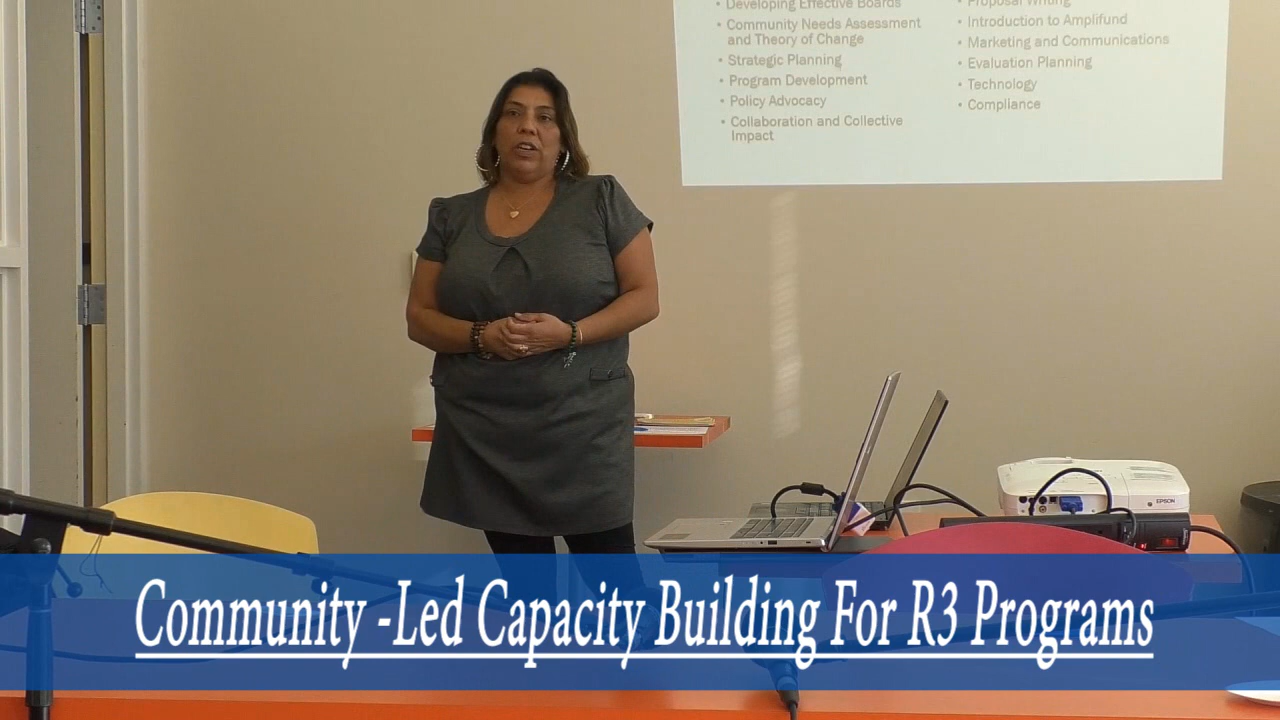 • Developing Effective Boards
• Community Needs Assessment
and Theory of Change
• Strategic Planning
• Program Development
• Policy Advocacy
• Collaboration and Collective
Impact
• Proposal Writing
• Introduction to Amplifund
• Marketing and Communications
• Evaluation Planning
• Technology
• Compliance
EPSON
Community -Led Capacity Building For R3 Programs